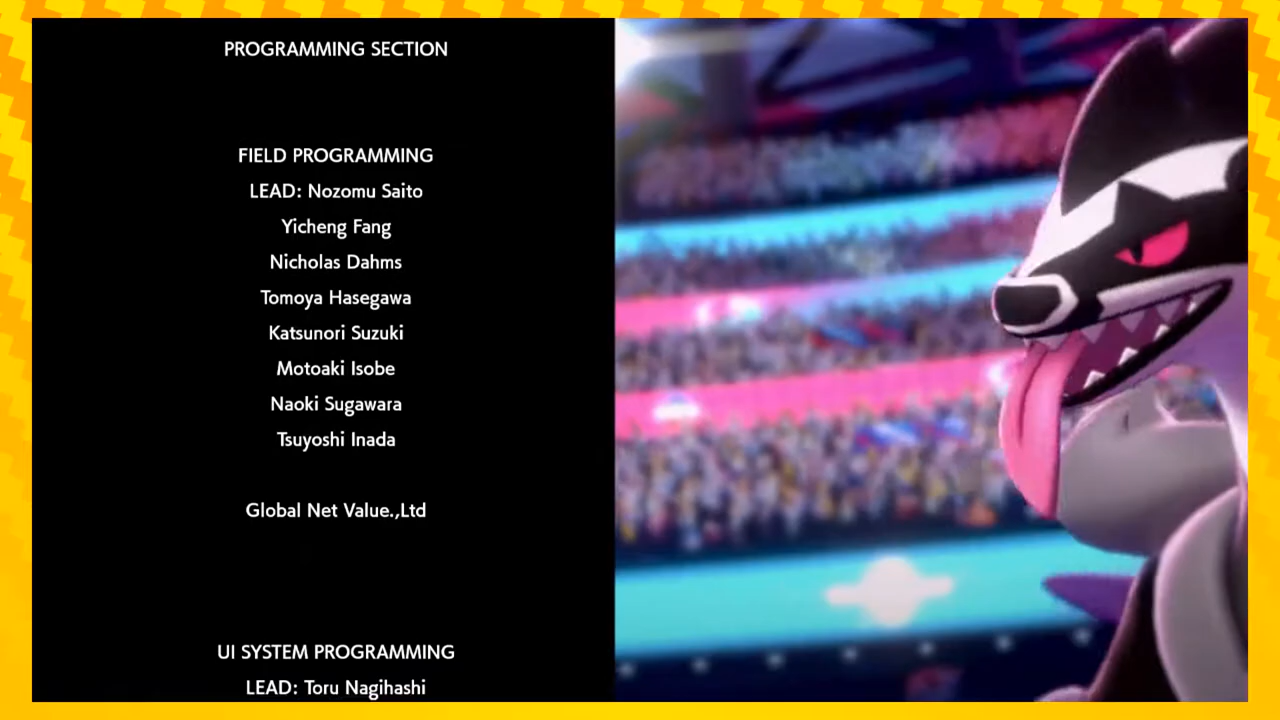 PROGRAMMING SECTION
FIELD PROGRAMMING
LEAD: Nozomu Saito
Yicheng Fang
Nicholas Dahms
Tomoya Hasegawa
Katsunori Suzuki
Motoaki Isobe
Naoki Sugawara
Tsuyoshi Inada
Global Net Value.,Ltd
UI SYSTEM PROGRAMMING
LEAD: Toru Nagihashi